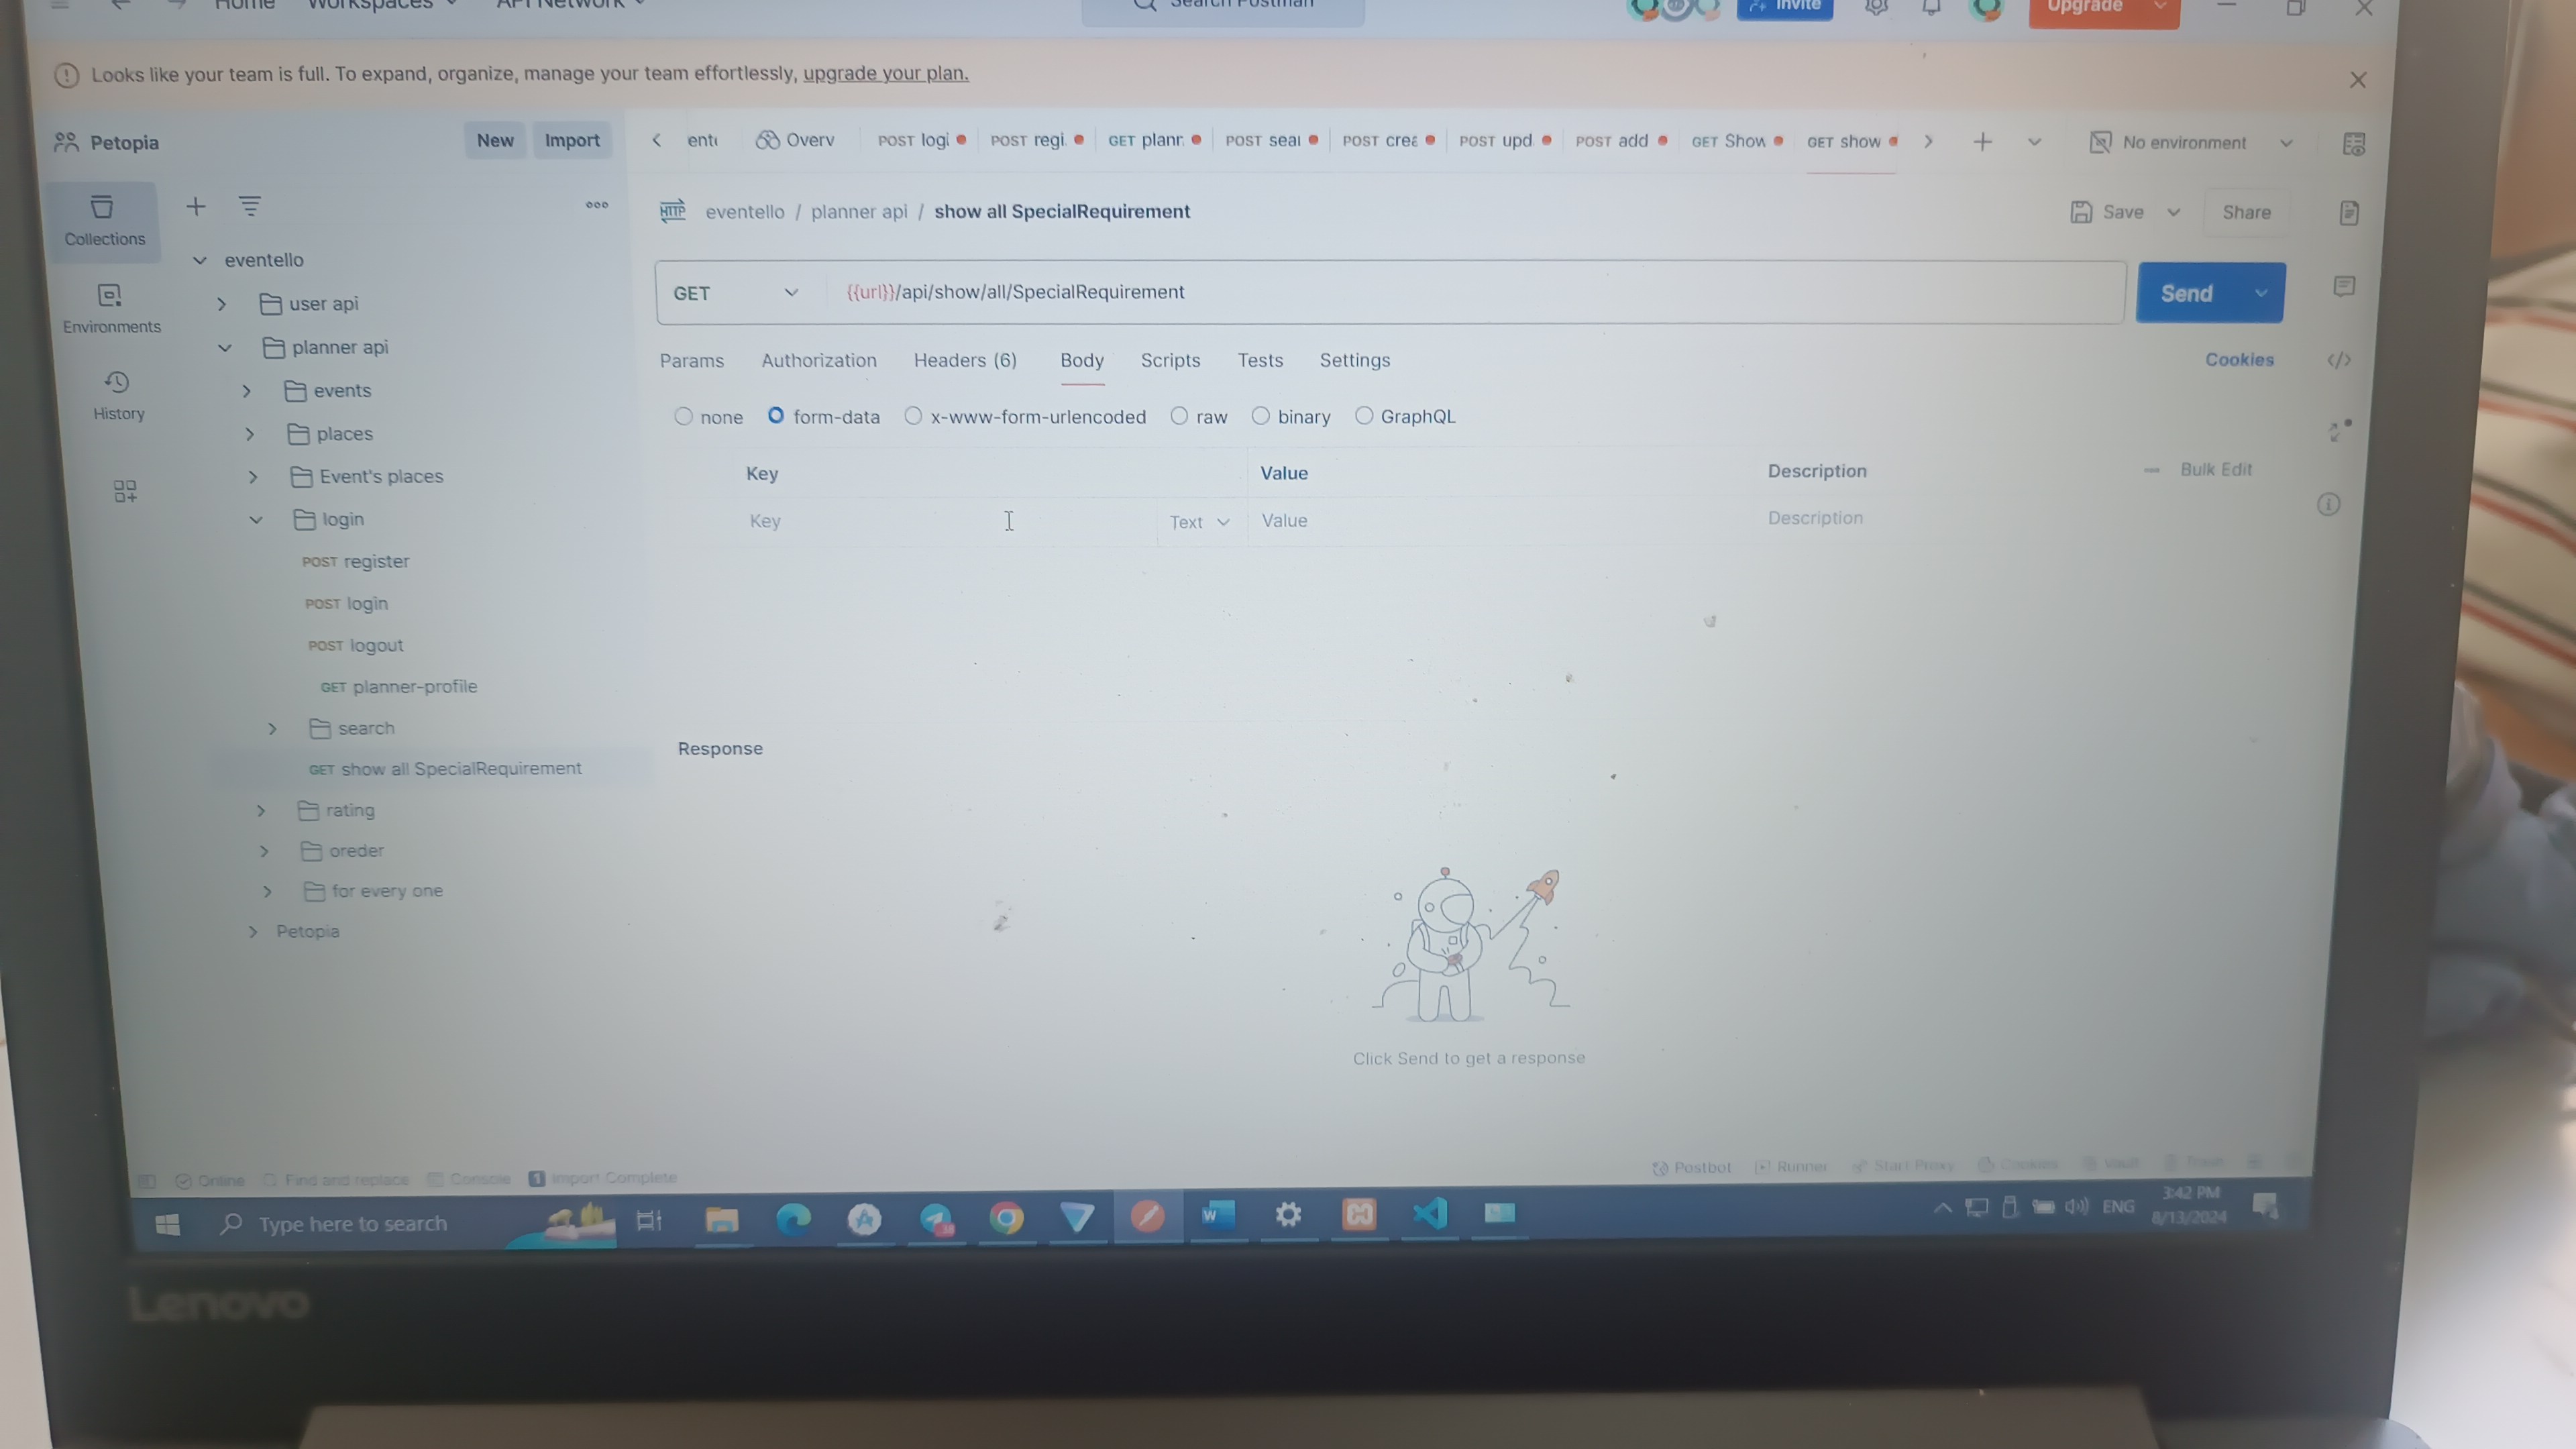 Home Workspaces API Network Search Postman Invite Upgrade
Looks like your team is full. To expand, organize, manage your team effortlessly, upgrade your plan.
Petopia New Import
Overv POST logi POST regi GET planr POST sear POST crea POST upd POST add GET Show GET show No environment
eventello / planner api / show all SpecialRequirement Save Share
Collections
Environments
History
eventello
user api
planner api
events
places
Event's places
login
POST register
POST login
POST logout
GET planner-profile
search
GET show all SpecialRequirement
rating
oreder
for every one
Petopia
GET {{url}}/api/show/all/SpecialRequirement Send
Params Authorization Headers (6) Body Scripts Tests Settings Cookies
none form-data x-www-form-urlencoded raw binary GraphQL
Key Value Description Bulk Edit
Key Text Value Description
Response
Click Send to get a response
Online Find and replace Console Import Complete Postbot Runner Start Proxy Cookies Vault Trash
Type here to search ENG 3:42 PM
8/13/2024
Lenovo